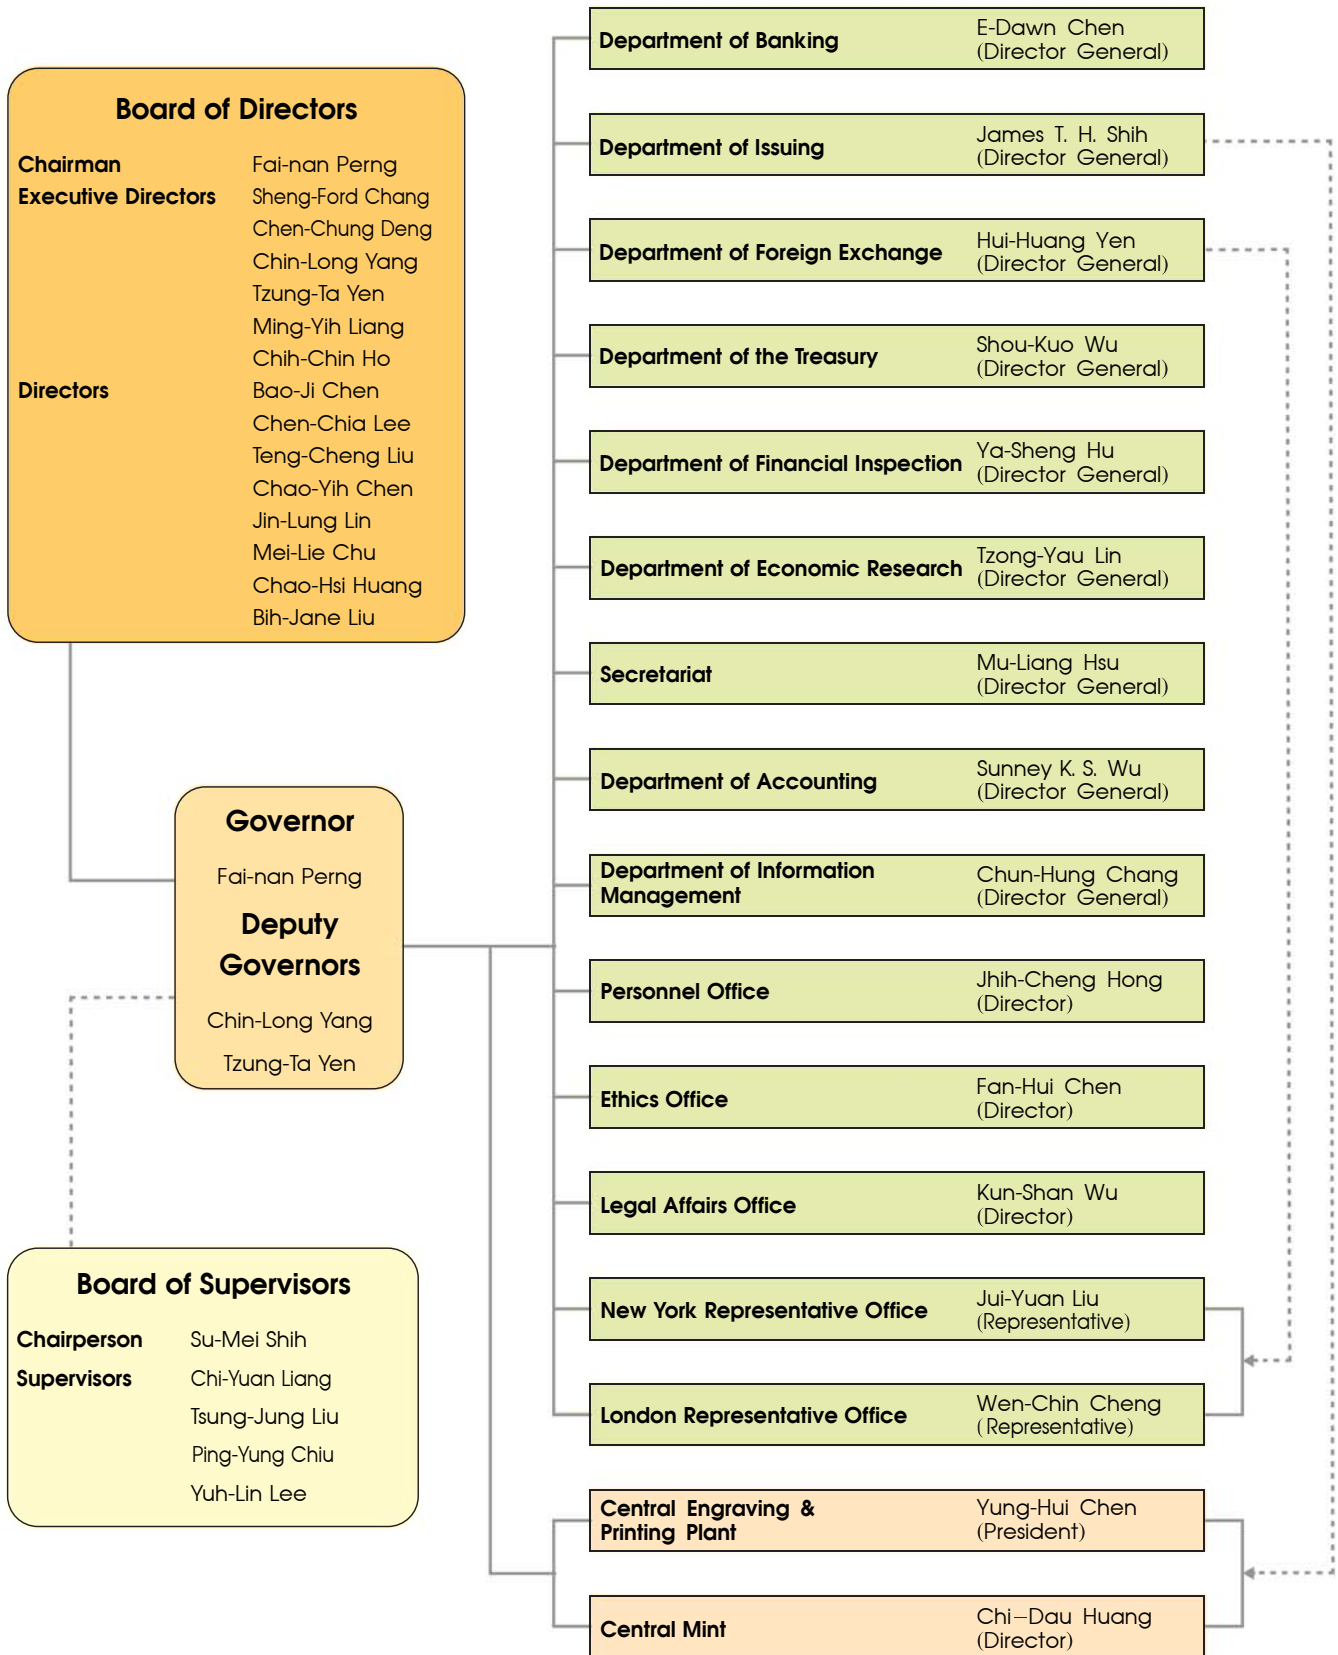 Board of Directors
Chairman Fai-nan Perng
Executive Directors Sheng-Ford Chang
Chen-Chung Deng
Chin-Long Yang
Tzung-Ta Yen
Ming-Yih Liang
Chih-Chin Ho
Directors Bao-Ji Chen
Chen-Chia Lee
Teng-Cheng Liu
Chao-Yih Chen
Jin-Lung Lin
Mei-Lie Chu
Chao-Hsi Huang
Bih-Jane Liu
Governor
Fai-nan Perng
Deputy
Governors
Chin-Long Yang
Tzung-Ta Yen
Board of Supervisors
Chairperson Su-Mei Shih
Supervisors Chi-Yuan Liang
Tsung-Jung Liu
Ping-Yung Chiu
Yuh-Lin Lee
Department of Banking E-Dawn Chen
(Director General)
Department of Issuing James T. H. Shih
(Director General)
Department of Foreign Exchange Hui-Huang Yen
(Director General)
Department of the Treasury Shou-Kuo Wu
(Director General)
Department of Financial Inspection Ya-Sheng Hu
(Director General)
Department of Economic Research Tzong-Yau Lin
(Director General)
Secretariat Mu-Liang Hsu
(Director General)
Department of Accounting Sunney K. S. Wu
(Director General)
Department of Information Chun-Hung Chang
Management (Director General)
Personnel Office Jhih-Cheng Hong
(Director)
Ethics Office Fan-Hui Chen
(Director)
Legal Affairs Office Kun-Shan Wu
(Director)
New York Representative Office Jui-Yuan Liu
(Representative)
London Representative Office Wen-Chin Cheng
(Representative)
Central Engraving & Yung-Hui Chen
Printing Plant (President)
Central Mint Chi–Dau Huang
(Director)